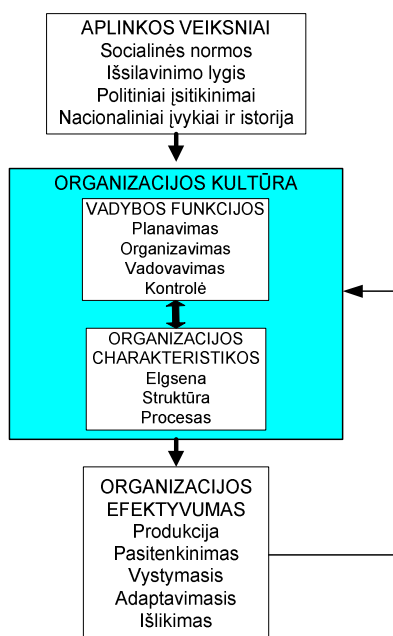 APLINKOS VEIKSNIAI
Socialinės normos
Išsilavinimo lygis
Politiniai įsitikinimai
Nacionaliniai įvykiai ir istorija
ORGANIZACIJOS KULTŪRA
VADYBOS FUNKCIJOS
Planavimas
Organizavimas
Vadovavimas
Kontrolė
ORGANIZACIJOS
CHARAKTERISTIKOS
Elgsena
Struktūra
Procesas
ORGANIZACIJOS
EFEKTYVUMAS
Produkcija
Pasitenkinimas
Vystymasis
Adaptavimasis
Išlikimas